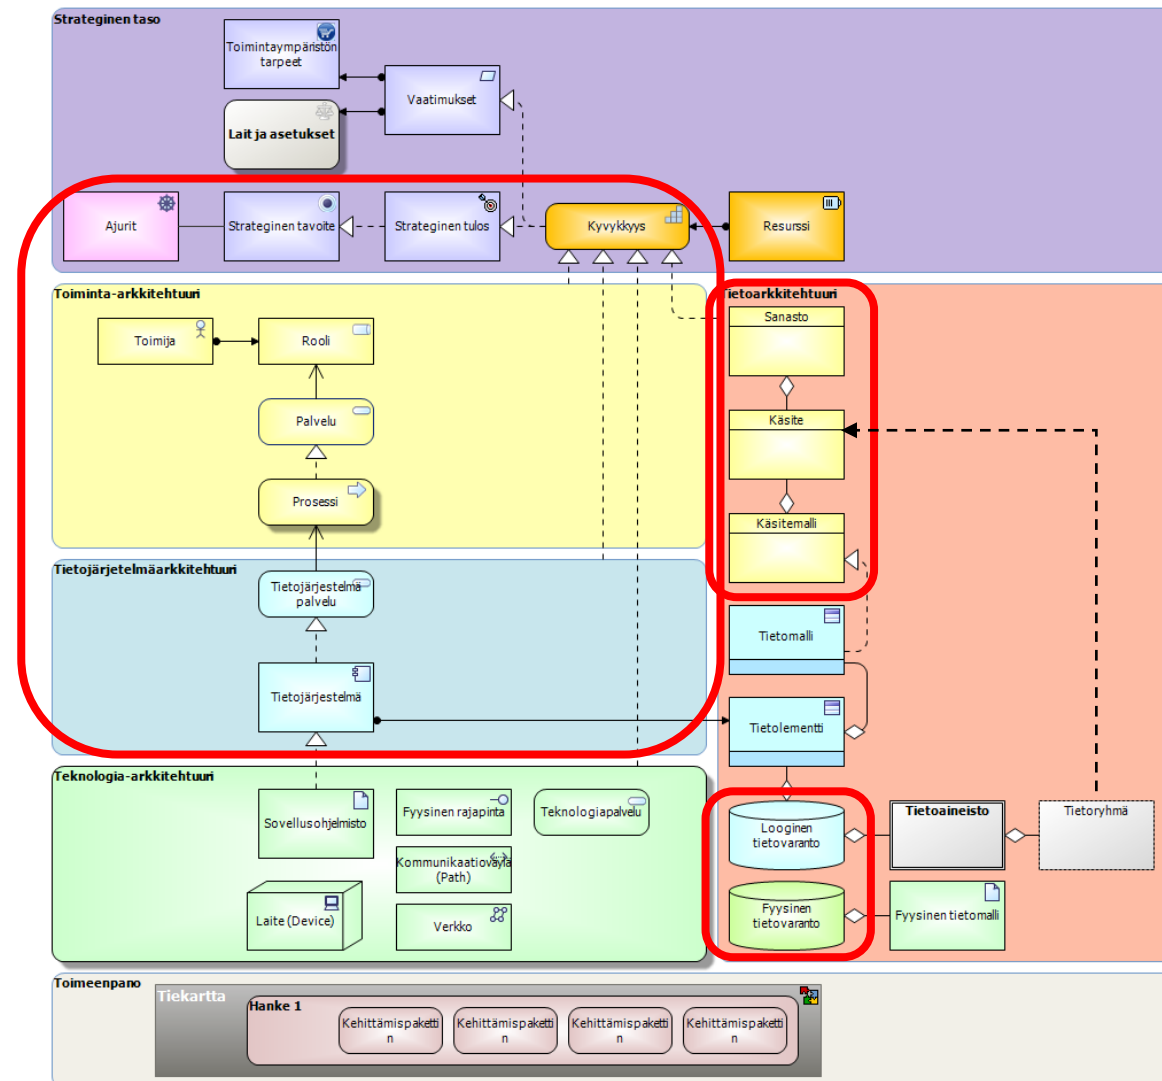 Strateginen taso
Toimintaympäristön
tarpeet
Vaatimukset
Lait ja asetukset
Ajurit
Strateginen tavoite
Strateginen tulos
Kyvykkyys
Resurssi
Toiminta-arkkitehtuuri
Toimija
Rooli
Palvelu
Prosessi
Tietoarkkitehtuuri
Sanasto
Käsite
Käsitemalli
Tietomalli
Tietolementti
Looginen
tietovaranto
Tietoaineisto
Tietoryhmä
Fyysinen
tietovaranto
Fyysinen tietomalli
Tietojärjetelmäarkkitehtuuri
Tietojärjestelmä
palvelu
Tietojärjestelmä
Teknologia-arkkitehtuuri
Sovellusohjelmisto
Fyysinen rajapinta
Teknologiapalvelu
Kommunikaatioväylä
(Path)
Laite (Device)
Verkko
Toimeenpano
Tiekartta
Hanke 1
Kehittämispaketti
n
Kehittämispaketti
n
Kehittämispaketti
n
Kehittämispaketti
n